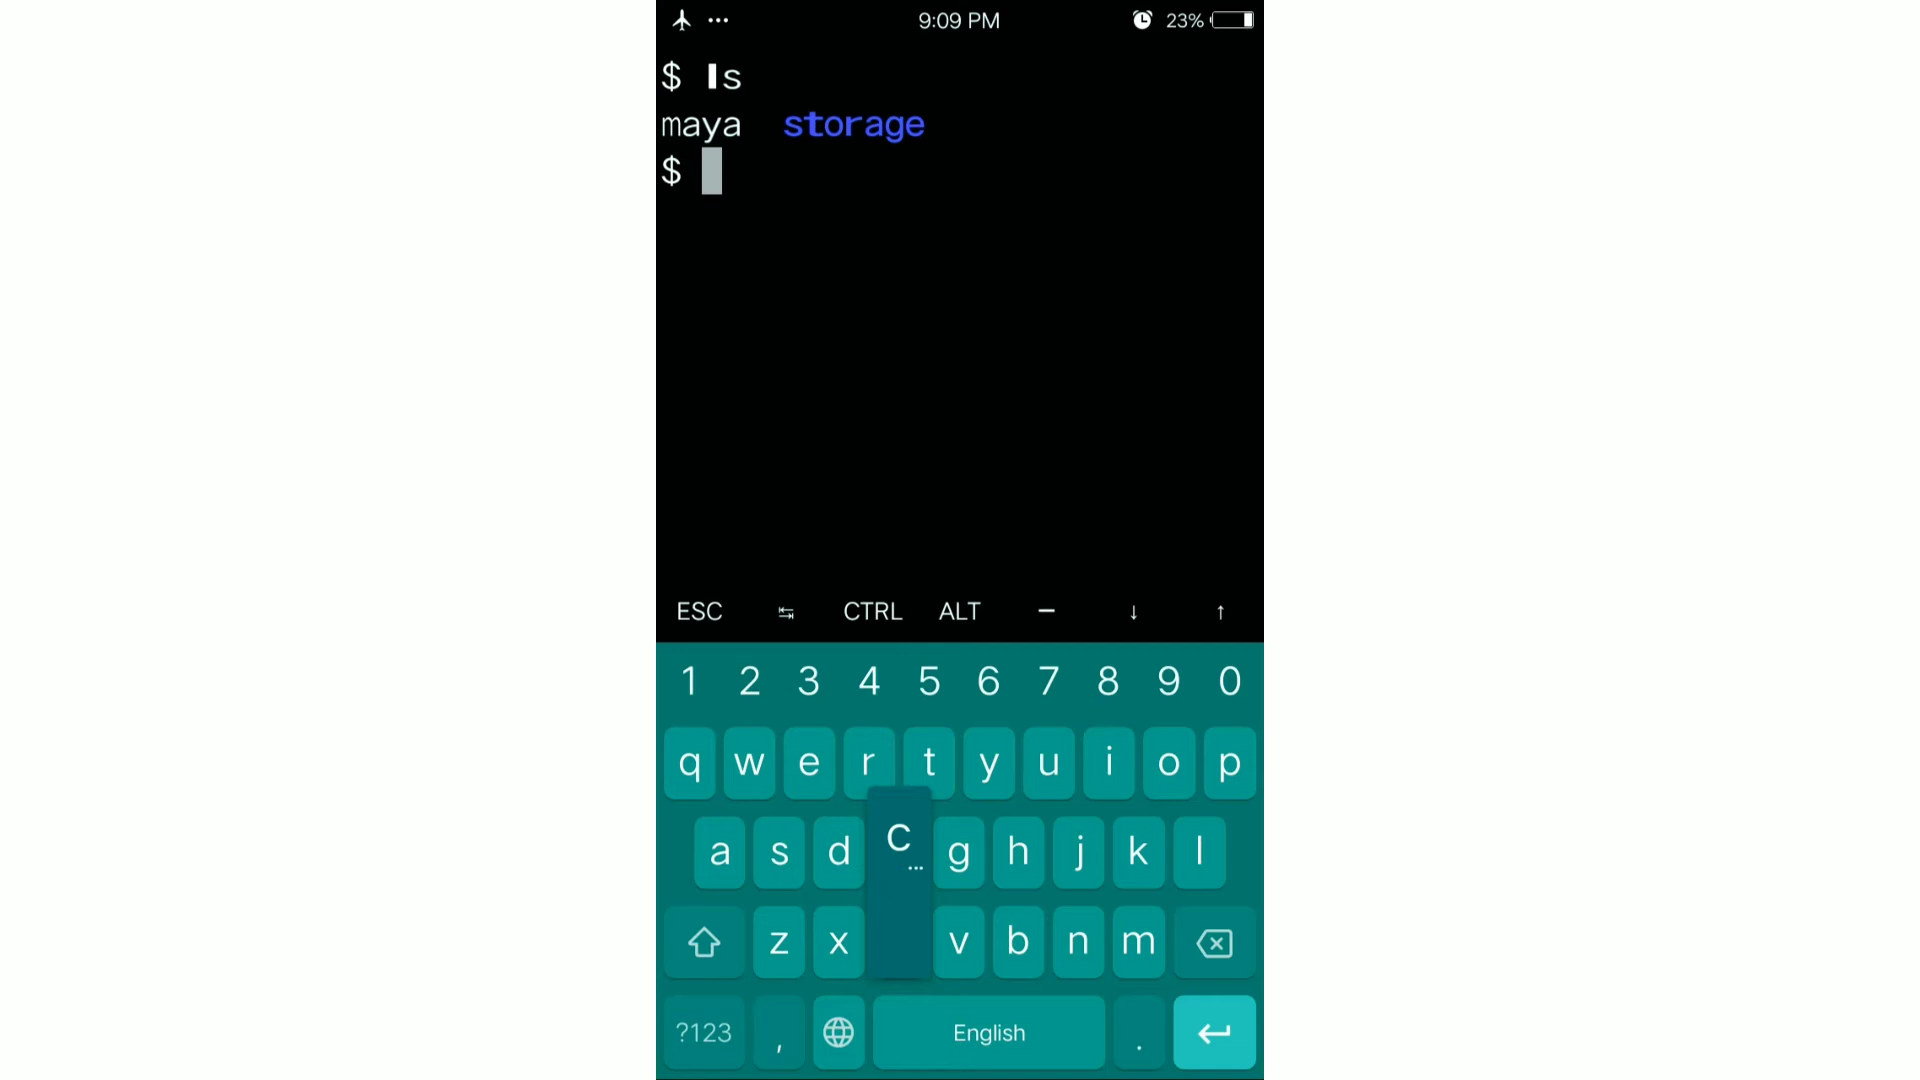 9:09 PM 23%
$ ls
maya storage
$
ESC ↹ CTRL ALT — ↓ ↑
1 2 3 4 5 6 7 8 9 0
q w e r t y u i o p
a s d g h j k l
c
z x v b n m
?123 , English .